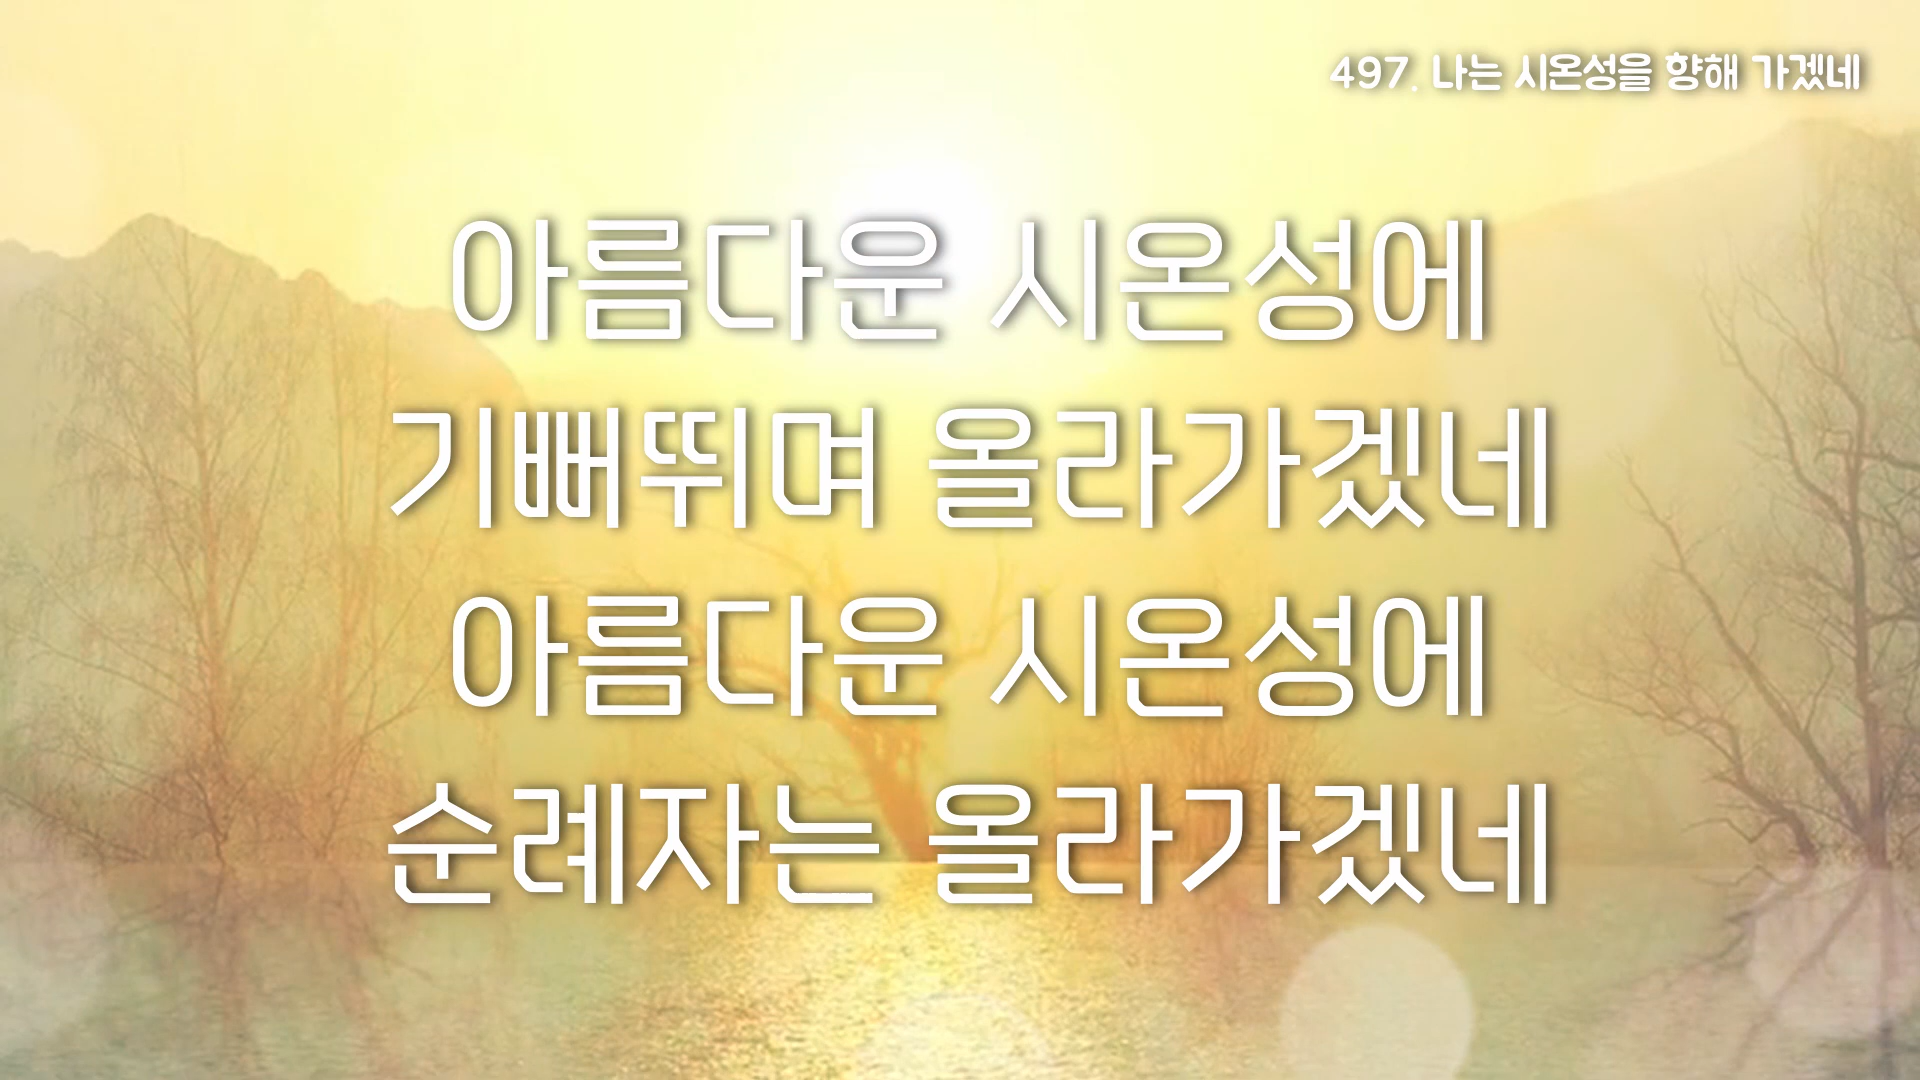 497. 나는 시온성을 향해 가겠네
아름다운 시온성에
기뻐뛰며 올라가겠네
아름다운 시온성에
순례자는 올라가겠네